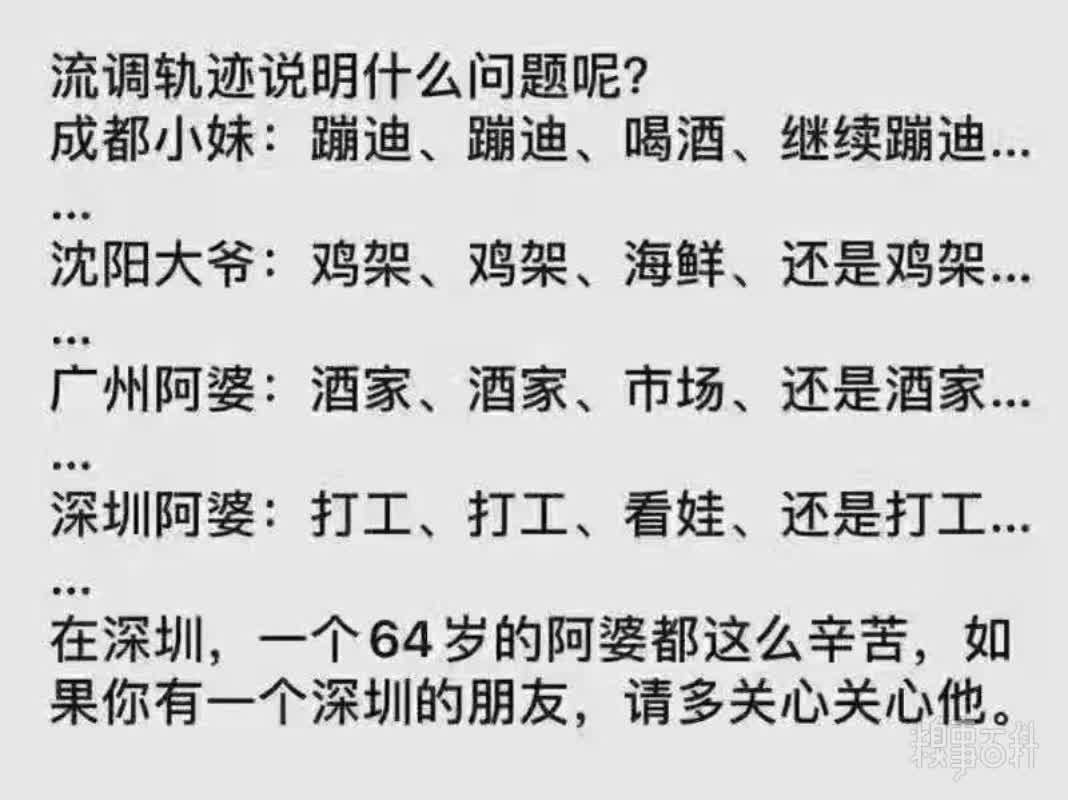 流调轨迹说明什么问题呢?
成都小妹：蹦迪、蹦迪、喝酒、继续蹦迪...
...
沈阳大爷：鸡架、鸡架、海鲜、还是鸡架...
...
广州阿婆：酒家、酒家、市场、还是酒家...
...
深圳阿婆：打工、打工、看娃、还是打工...
...
在深圳，一个64岁的阿婆都这么辛苦，如
果你有一个深圳的朋友，请多关心关心他。
糗事百科